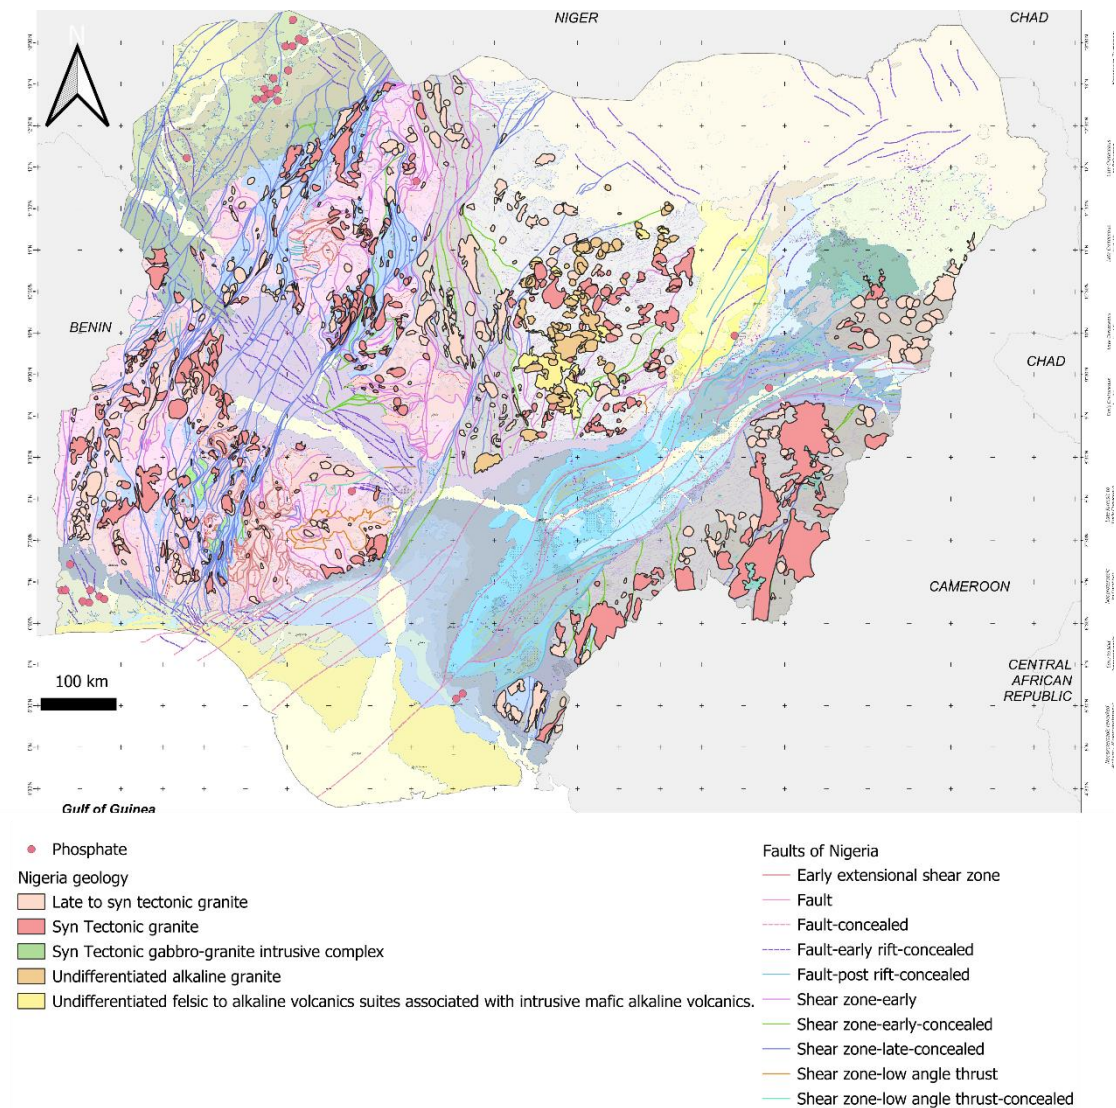 NIGER
CHAD
N
BENIN
CHAD
CAMEROON
100 km
CENTRAL
AFRICAN
REPUBLIC
Gulf of Guinea
Phosphate
Nigeria geology
Late to syn tectonic granite
Syn Tectonic granite
Syn Tectonic gabbro-granite intrusive complex
Undifferentiated alkaline granite
Undifferentiated felsic to alkaline volcanics suites associated with intrusive mafic alkaline volcanics.
Faults of Nigeria
Early extensional shear zone
Fault
Fault-concealed
Fault-early rift-concealed
Fault-post rift-concealed
Shear zone-early
Shear zone-early-concealed
Shear zone-late-concealed
Shear zone-low angle thrust
Shear zone-low angle thrust-concealed